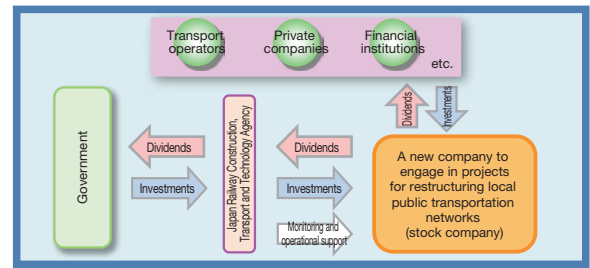 Transport
operators
Private
companies
Financial
institutions
etc.
Dividends
Investments
Government
Dividends
Investments
Japan Railway Construction,
Transport and Technology Agency
Dividends
Investments
Monitoring and
operational support
A new company to
engage in projects
for restructuring local
public transportation
networks
(stock company)